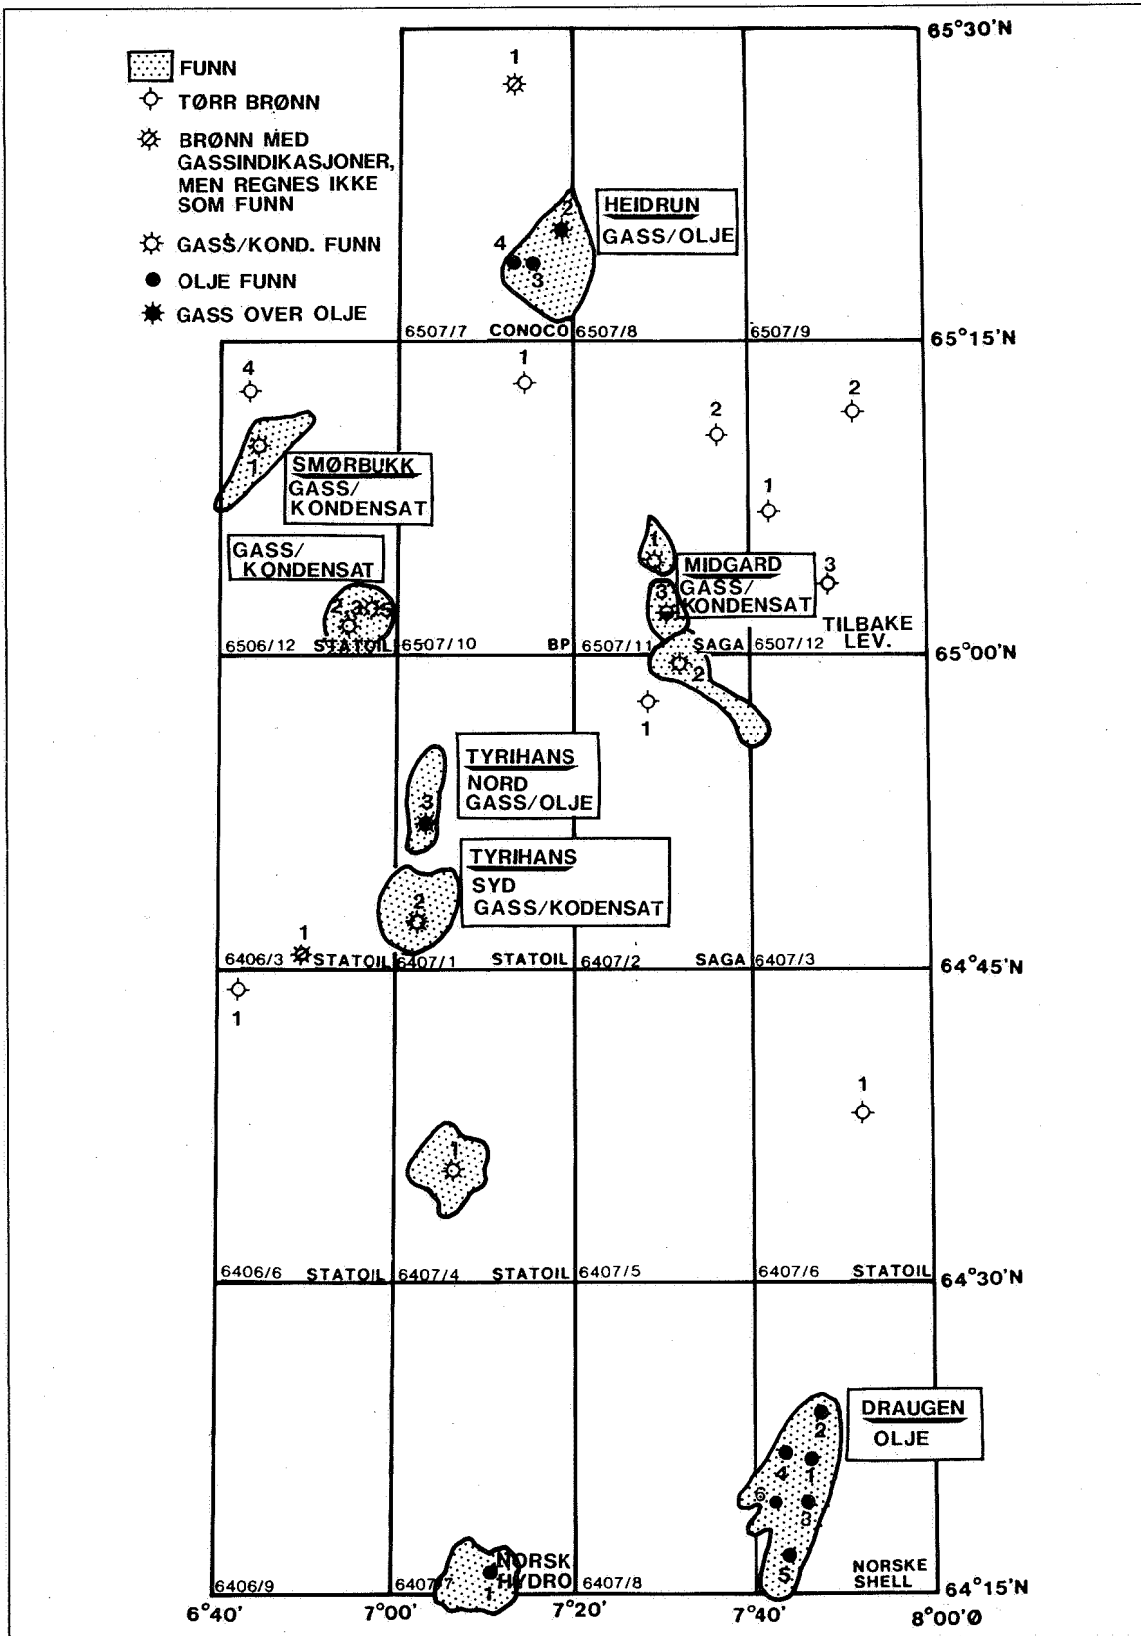 65°30'N
FUNN
TØRR BRØNN
BRØNN MED
GASSINDIKASJONER,
MEN REGNES IKKE
SOM FUNN
GASS/KOND. FUNN
OLJE FUNN
GASS OVER OLJE
1
HEIDRUN
GASS/OLJE
2
4
3
6507/7 CONOCO
6507/8
6507/9
65°15'N
4
1
2
2
1
SMØRBUKK
GASS/
KONDENSAT
1
GASS/
KONDENSAT
1
MIDGARD
GASS/
KONDENSAT
3
3
2
3
5
TILBAKE
LEV.
6506/12 STATOIL
6507/10 BP
6507/11 SAGA
6507/12
65°00'N
2
1
TYRIHANS
NORD
GASS/OLJE
3
TYRIHANS
SYD
GASS/KODENSAT
2
1
6406/3 STATOIL
6407/1 STATOIL
6407/2 SAGA
6407/3
64°45'N
1
1
1
6406/6 STATOIL
6407/4 STATOIL
6407/5
6407/6 STATOIL
64°30'N
DRAUGEN
OLJE
2
4
1
6
3
5
NORSK
HYDRO
1
NORSKE
SHELL
6406/9
6407/7
6407/8
64°15'N
6°40'
7°00'
7°20'
7°40'
8°00'Ø